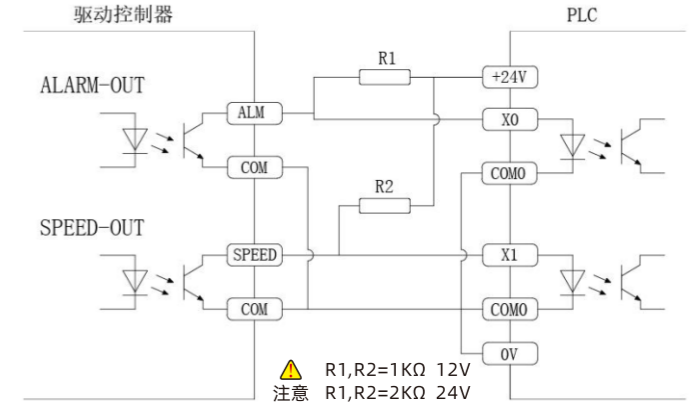 驱动控制器
PLC
R1
+24V
ALARM-OUT
ALM
X0
COM
COM0
R2
SPEED-OUT
SPEED
X1
COM
COM0
0V
R1,R2=1KΩ 12V
注意 R1,R2=2KΩ 24V